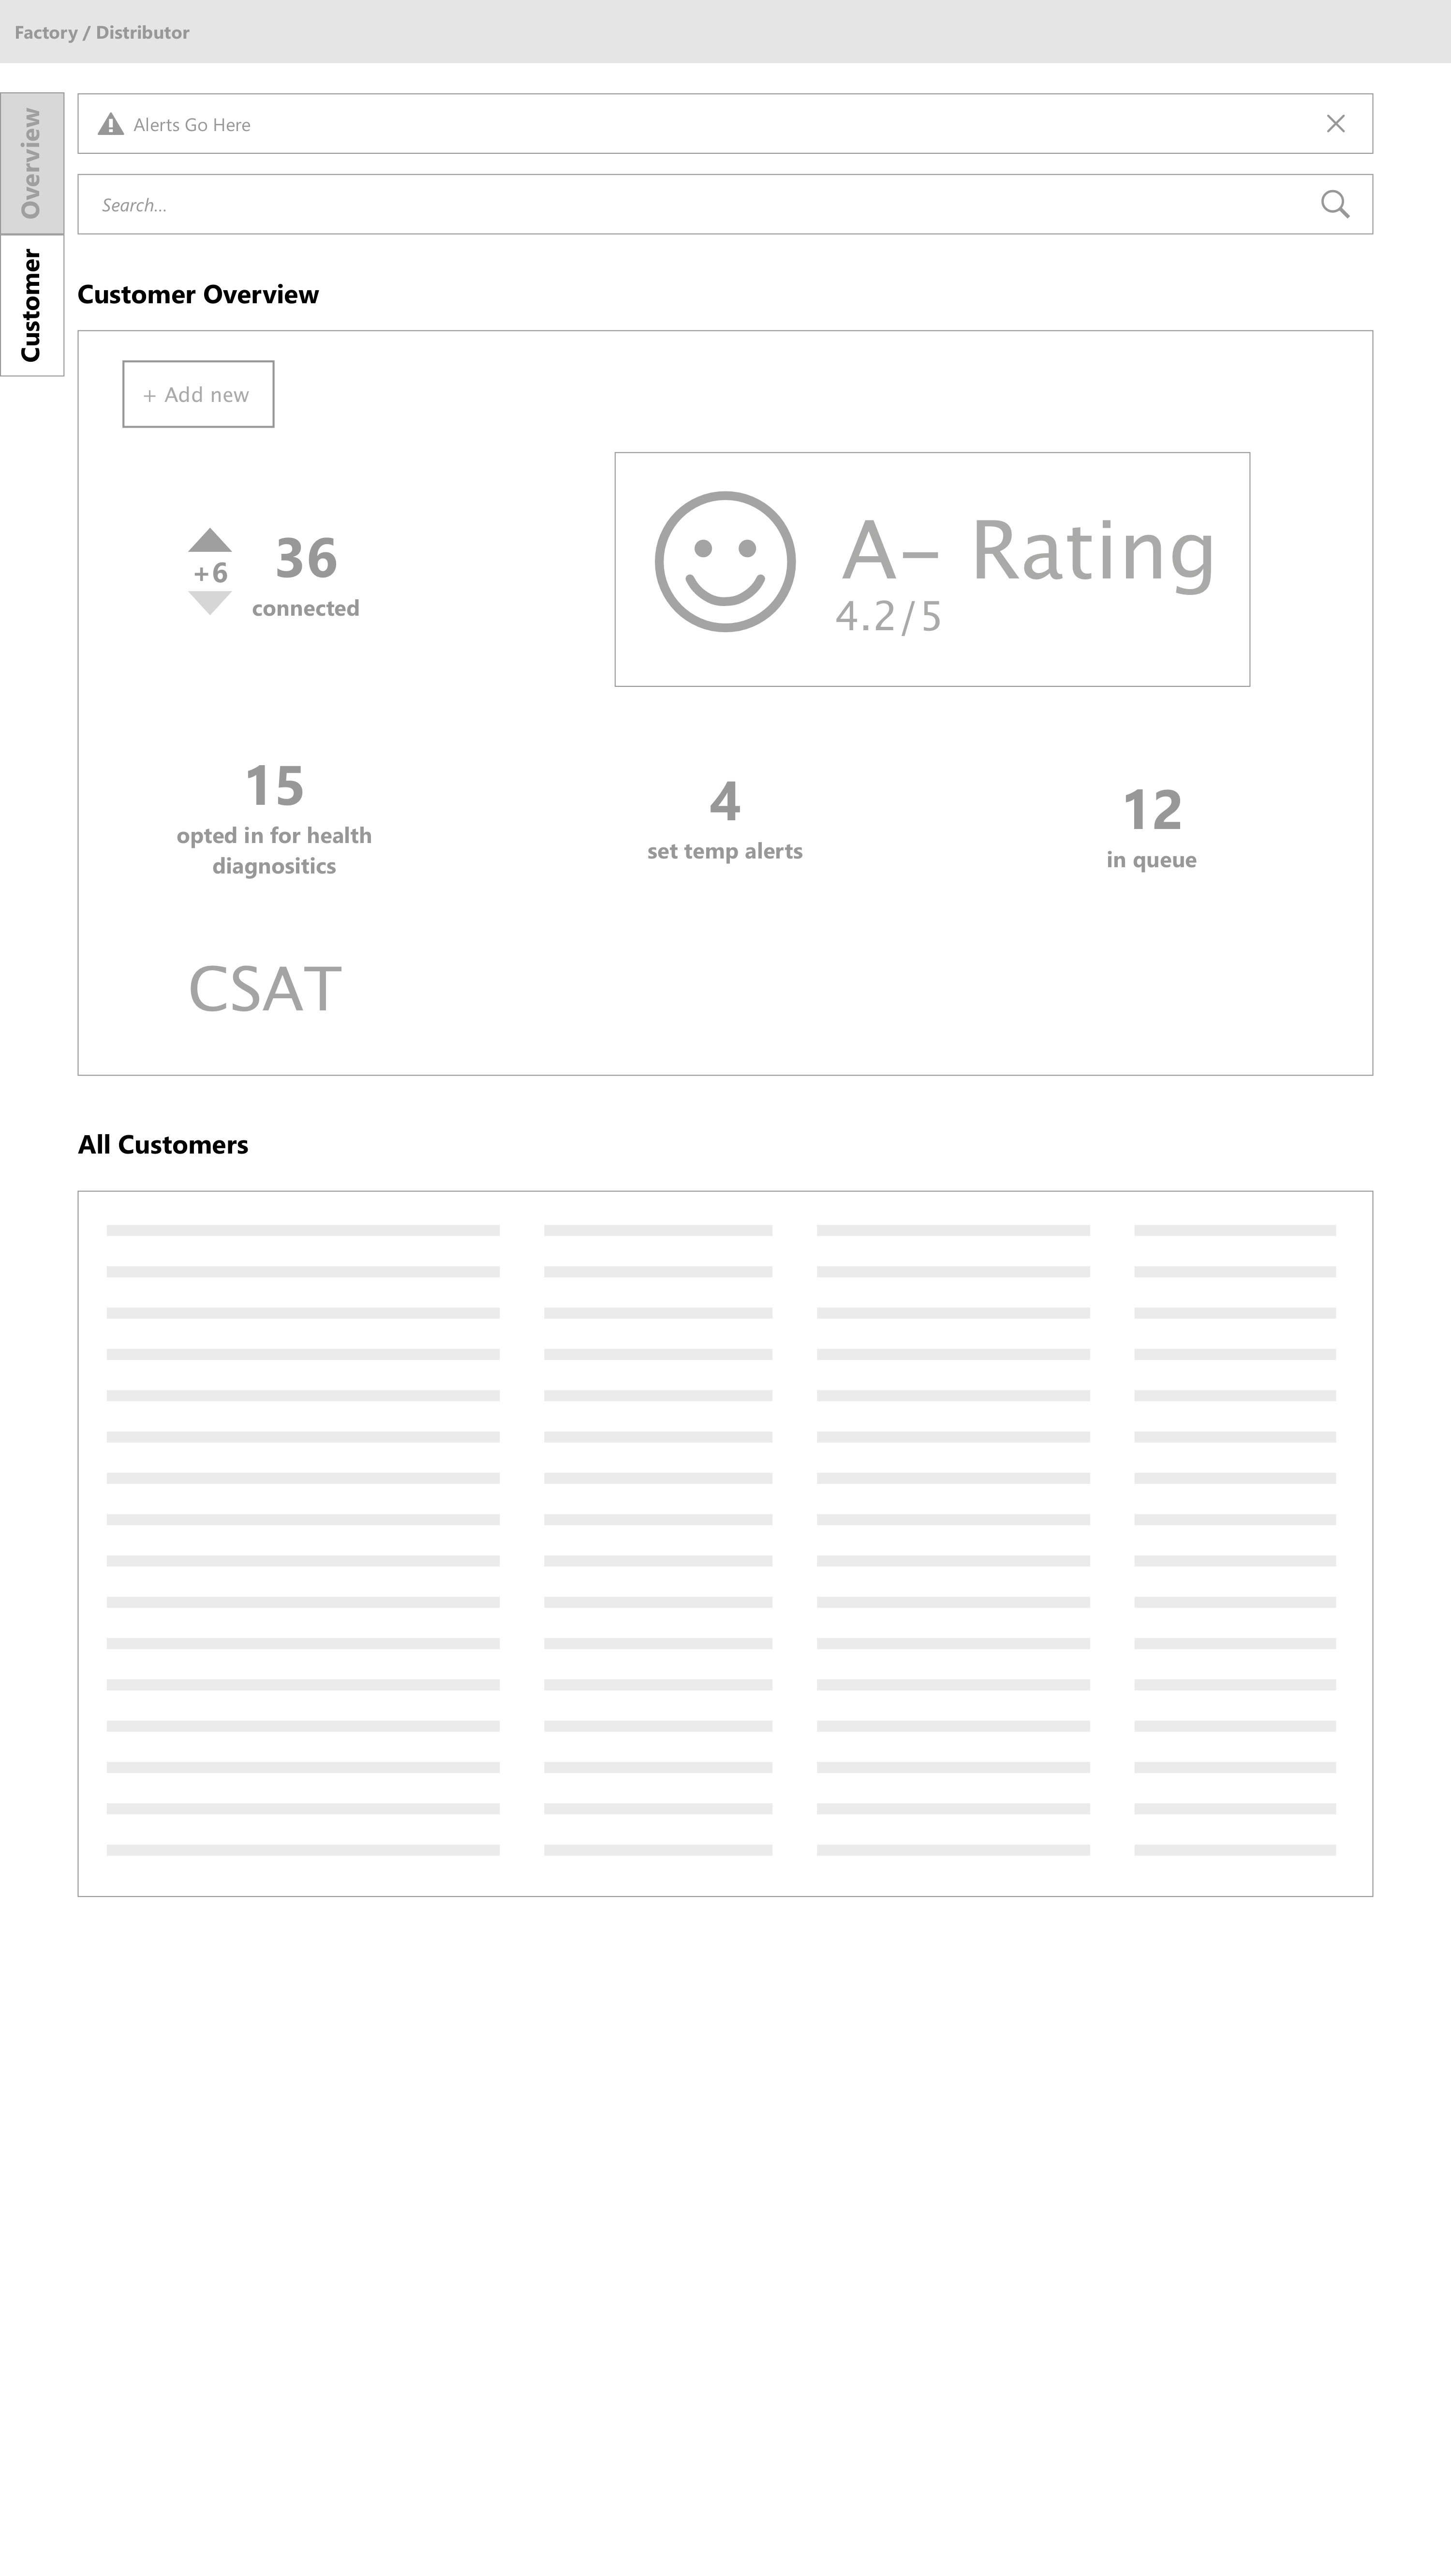 Factory / Distributor
Overview
Customer
Alerts Go Here
Search...
Customer Overview
+ Add new
+6
36
connected
A– Rating
4.2/5
15
opted in for health
diagnositics
4
set temp alerts
12
in queue
CSAT
All Customers